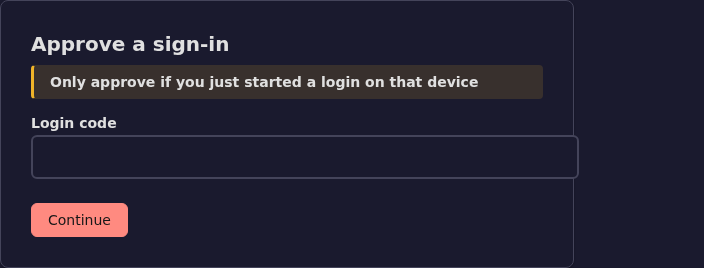 Approve a sign-in
Only approve if you just started a login on that device
Login code
Continue